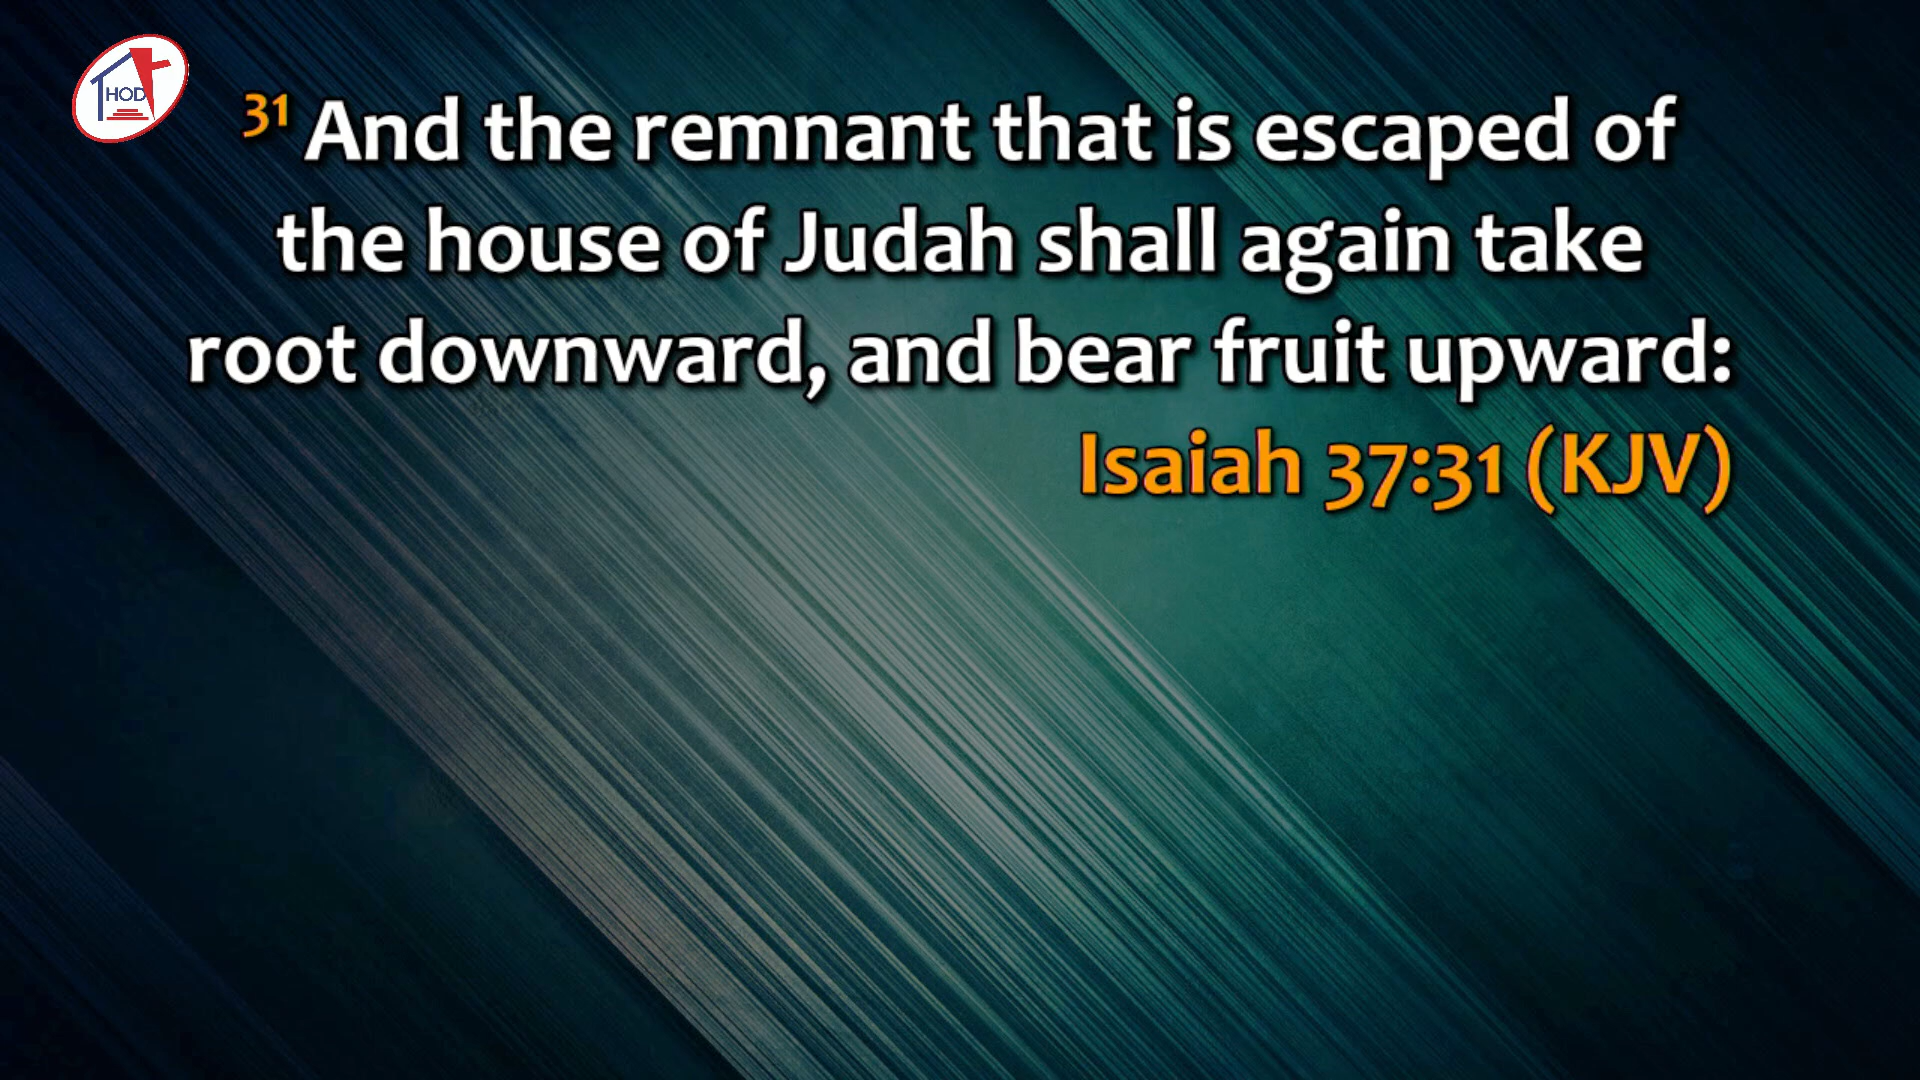 HOD
31 And the remnant that is escaped of
the house of Judah shall again take
root downward, and bear fruit upward:
Isaiah 37:31 (KJV)